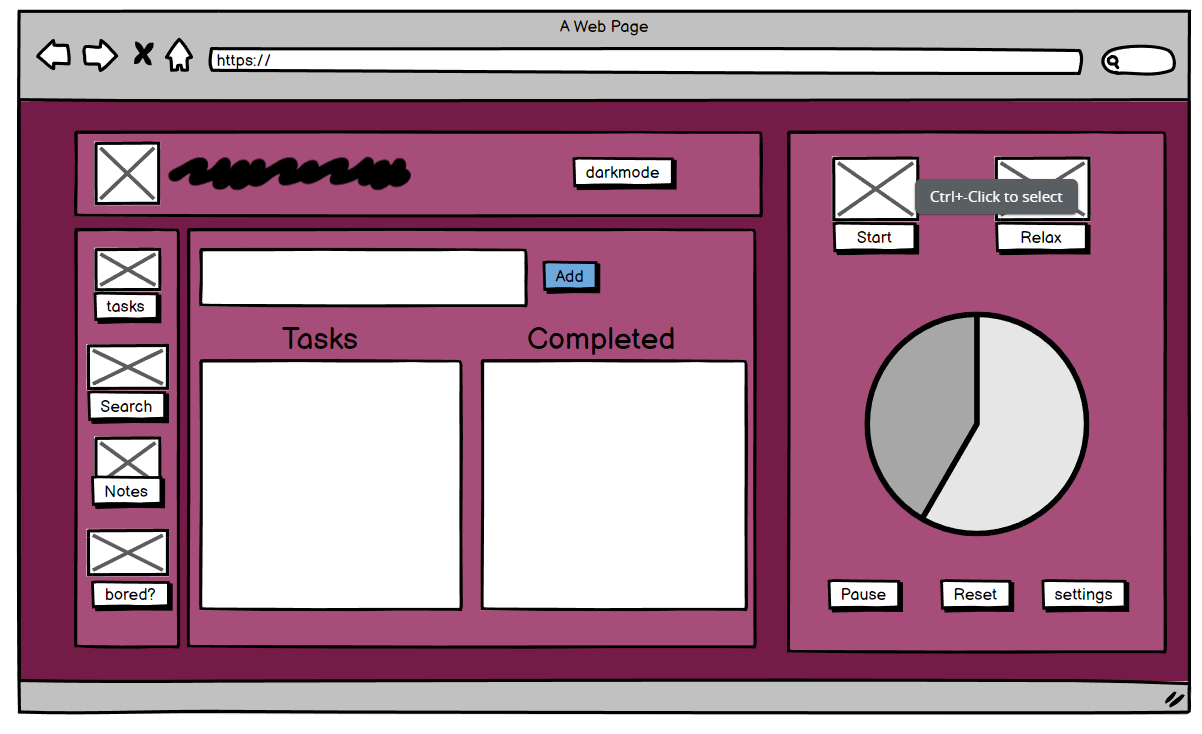 A Web Page
https://
darkmode
Ctrl+-Click to select
Start
Relax
tasks
Add
Tasks
Completed
Search
Notes
bored?
Pause
Reset
settings